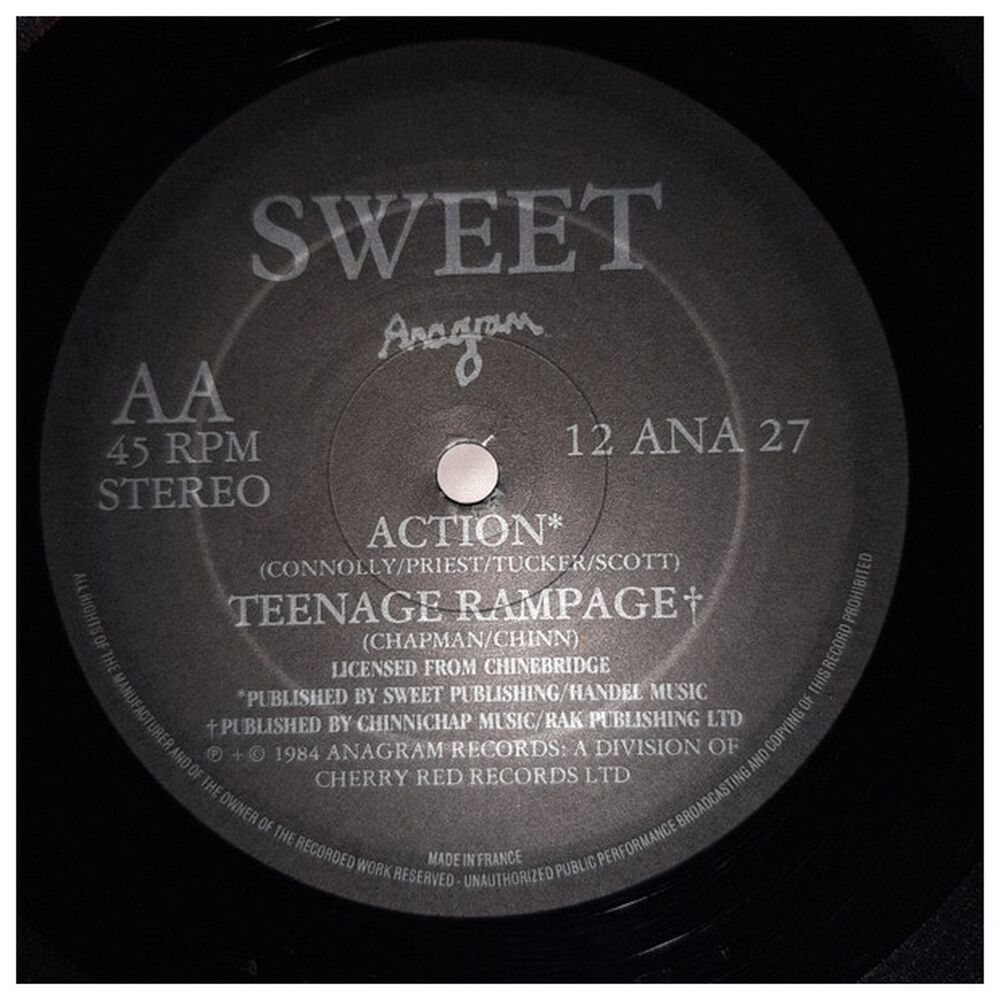 SWEET
Anagram
AA
45 RPM
STEREO
12 ANA 27
ACTION*
(CONNOLLY/PRIEST/TUCKER/SCOTT)
TEENAGE RAMPAGE†
(CHAPMAN/CHINN)
LICENSED FROM CHINEBRIDGE
*PUBLISHED BY SWEET PUBLISHING/HANDEL MUSIC
†PUBLISHED BY CHINNICHAP MUSIC/RAK PUBLISHING LTD
℗ + © 1984 ANAGRAM RECORDS: A DIVISION OF
CHERRY RED RECORDS LTD
MADE IN FRANCE
ALL RIGHTS OF THE MANUFACTURER AND OF THE OWNER OF THE RECORDED WORK RESERVED - UNAUTHORIZED PUBLIC PERFORMANCE BROADCASTING AND COPYING OF THIS RECORD PROHIBITED